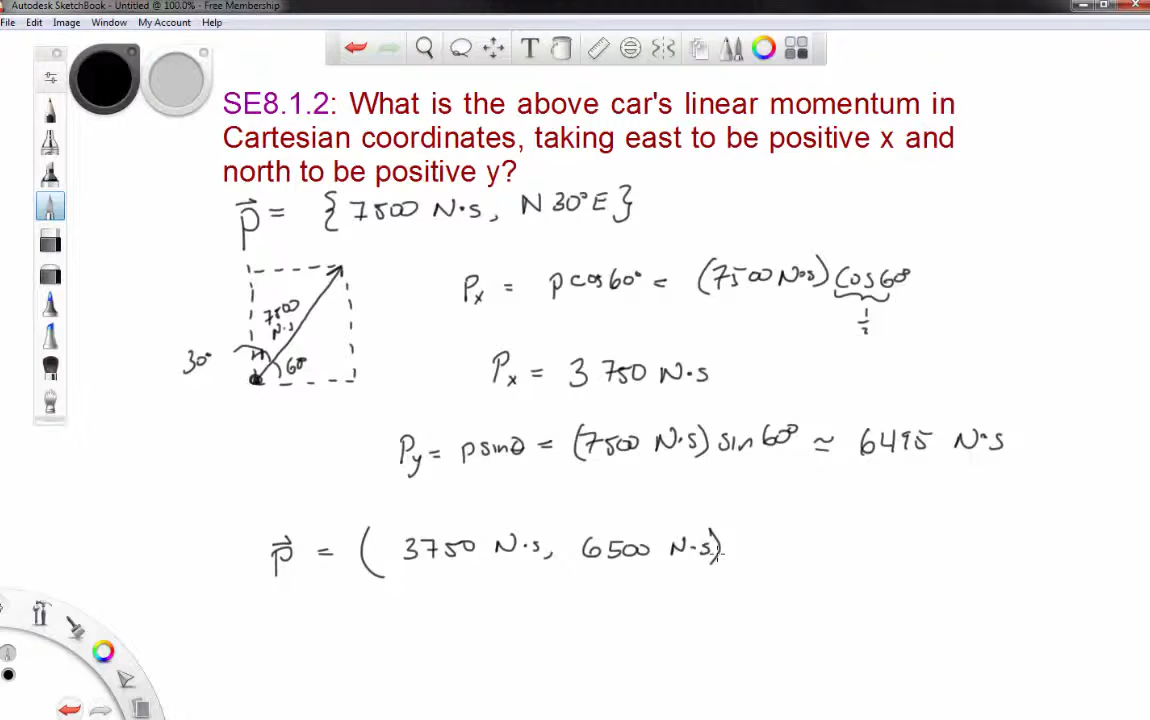 Autodesk SketchBook - Untitled @ 100.0% - Free Membership
File Edit Image Window My Account Help
SE8.1.2: What is the above car's linear momentum in
Cartesian coordinates, taking east to be positive x and
north to be positive y?
p⃗ = {7500 N·s, N 30° E}
Px = p cos 60° = (7500 N·s) cos 60°
1/2
7500
N·s
30°
60°
Px = 3 750 N·s
Py = p sin θ = (7500 N·s) sin 60° ≃ 6495 N·s
p⃗ = ( 3750 N·s, 6500 N·s)